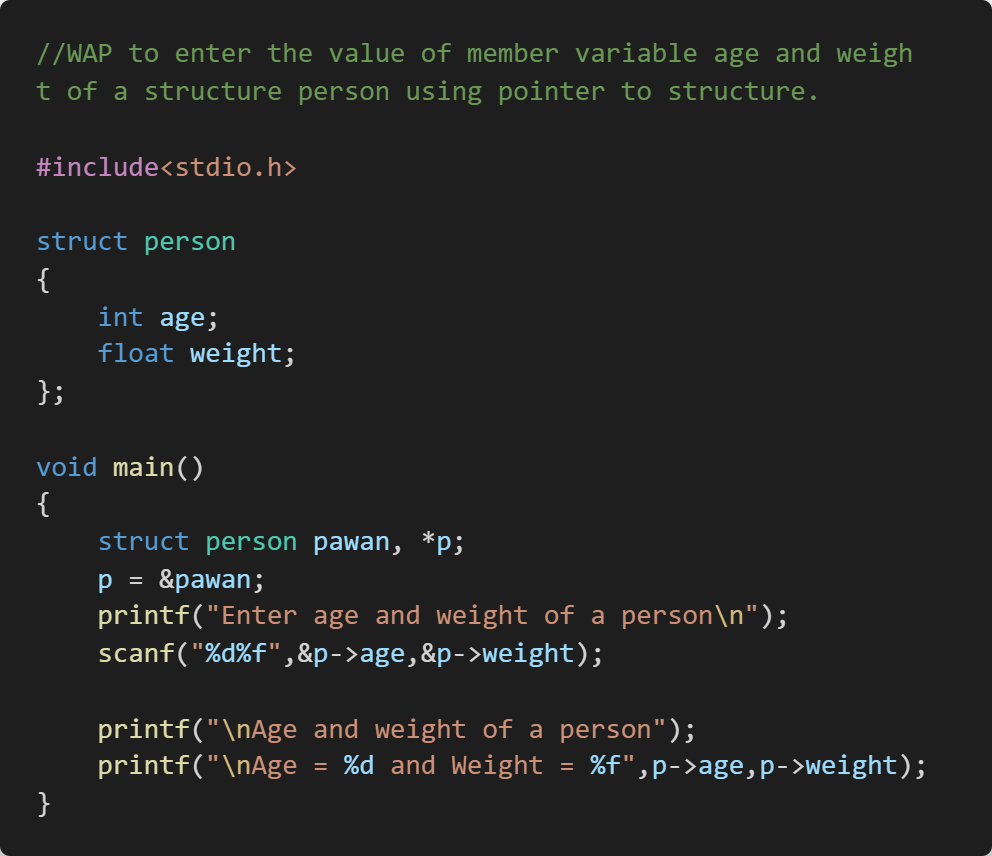 //WAP to enter the value of member variable age and weigh
t of a structure person using pointer to structure.
#include<stdio.h>
struct person
{
    int age;
    float weight;
};
void main()
{
    struct person pawan, *p;
    p = &pawan;
    printf("Enter age and weight of a person\n");
    scanf("%d%f",&p->age,&p->weight);
    printf("\nAge and weight of a person");
    printf("\nAge = %d and Weight = %f",p->age,p->weight);
}